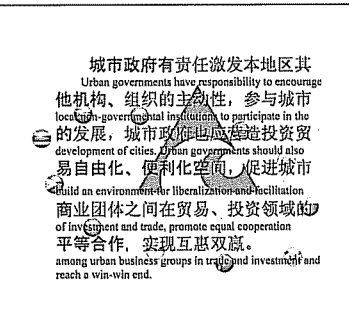 城市政府有责任激发本地区其
Urban governments have responsibility to encourage
他机构、组织的主动性，参与城市
local non-governmental institutions to participate in the
的发展，城市政府也应营造投资贸
development of cities. Urban governments should also
易自由化、便利化空间，促进城市
build an environment for liberalization and facilitation
商业团体之间在贸易、投资领域的
of investment and trade, promote equal cooperation
平等合作，实现互惠双赢。
among urban business groups in trade and investment and
reach a win-win end.